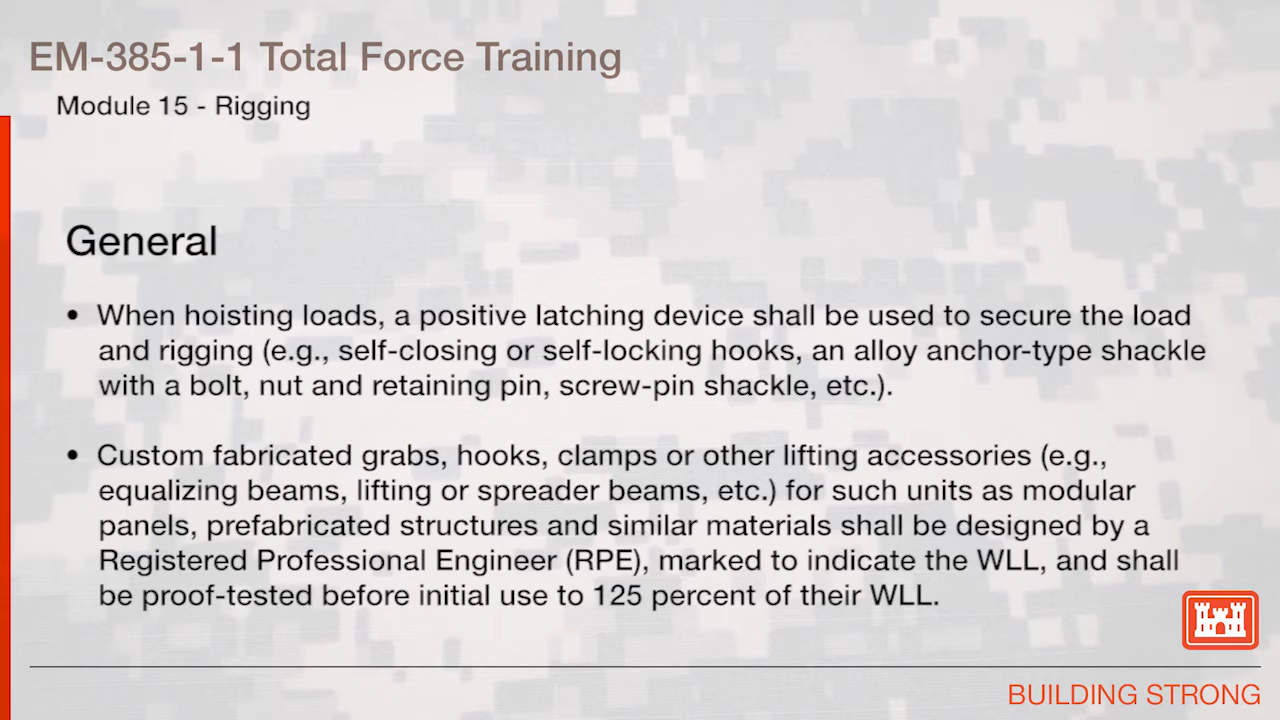 EM-385-1-1 Total Force Training
Module 15 - Rigging
General
• When hoisting loads, a positive latching device shall be used to secure the load
and rigging (e.g., self-closing or self-locking hooks, an alloy anchor-type shackle
with a bolt, nut and retaining pin, screw-pin shackle, etc.).
• Custom fabricated grabs, hooks, clamps or other lifting accessories (e.g.,
equalizing beams, lifting or spreader beams, etc.) for such units as modular
panels, prefabricated structures and similar materials shall be designed by a
Registered Professional Engineer (RPE), marked to indicate the WLL, and shall
be proof-tested before initial use to 125 percent of their WLL.
BUILDING STRONG